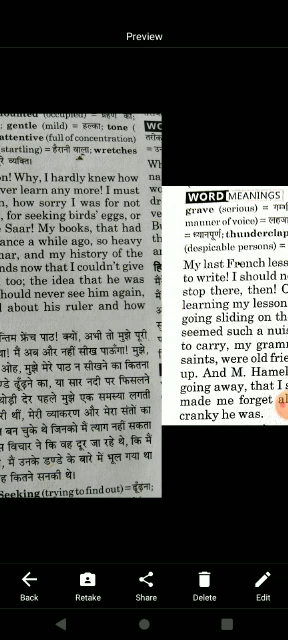 Preview
(occupied) = ग्रहण की;
; gentle (mild) = हल्का; tone (
attentive (full of concentration)
startling) = हैरानी वाला; wretches
व्यक्ति।
on! Why, I hardly knew how
ver learn any more! I must
n, how sorry I was for not
, for seeking birds' eggs, or
e Saar! My books, that had
ance a while ago, so heavy
mar, and my history of the
nds now that I couldn't give
too; the idea that he was
should never see him again,
l about his ruler and how
न्तिम फ्रेंच पाठ! क्यों, अभी तो मुझे पूरी
मैं अब और नहीं सीख पाऊँगा! मुझे,
ओह, मुझे मेरे पाठ न सीखने का कितना
ण्डे ढूँढ़ने का, या सार नदी पर फिसलने
थोड़ी देर पहले मुझे एक समस्या लगती
री थीं, मेरी व्याकरण और मेरा संतों का
बन चुके थे जिनको मैं त्याग नहीं सकता
विचार ने कि वह दूर जा रहे थे, कि मैं
, मैं उनके डण्डे के बारे में भूल गया था
कितने सनकी थे।
Seeking (trying to find out) = ढूँढ़ना;
WORD MEANINGS
grave (serious) =
manner of voice) =
= ध्यानपूर्ण; thunderclap
(despicable persons) =
My last French less
to write! I should ne
stop there, then! O
learning my lesson
going sliding on th
seemed such a nuis
to carry, my gramm
saints, were old frie
up. And M. Hamel
going away, that I s
made me forget al
cranky he was.
Back Retake Share Delete Edit